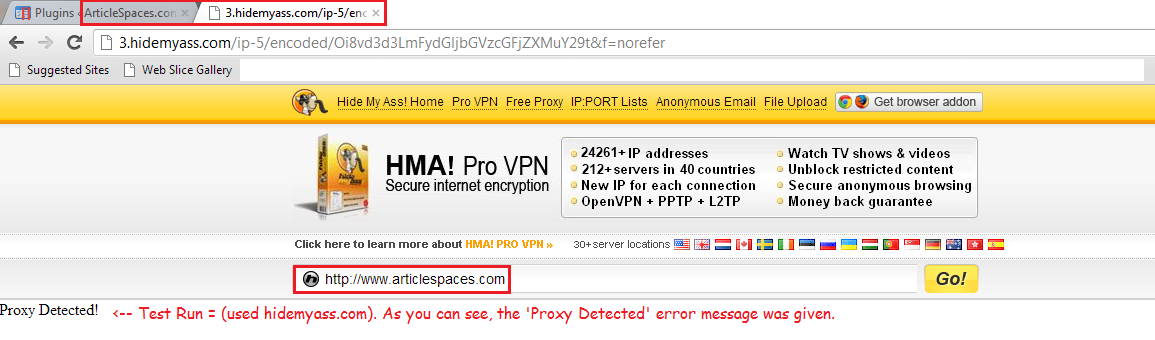 Plugins ‹ ArticleSpaces.com
3.hidemyass.com/ip-5/enc
3.hidemyass.com/ip-5/encoded/Oi8vd3d3LmFydGljbGVzcGFjZXMuY29t&f=norefer
Suggested Sites Web Slice Gallery
Hide My Ass! Home Pro VPN Free Proxy IP:PORT Lists Anonymous Email File Upload Get browser addon
HMA! Pro VPN
Secure internet encryption
24261+ IP addresses
212+ servers in 40 countries
New IP for each connection
OpenVPN + PPTP + L2TP
Watch TV shows & videos
Unblock restricted content
Secure anonymous browsing
Money back guarantee
Click here to learn more about HMA! PRO VPN » 30+ server locations
http://www.articlespaces.com Go!
Proxy Detected! <-- Test Run = (used hidemyass.com). As you can see, the 'Proxy Detected' error message was given.